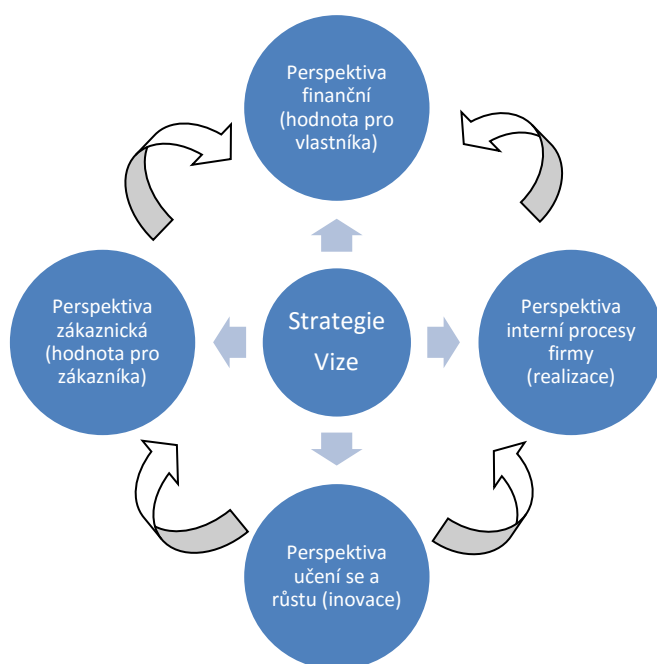 Perspektiva
finanční
(hodnota pro
vlastníka)
Perspektiva
zákaznická
(hodnota pro
zákazníka)
Strategie
Vize
Perspektiva
interní procesy
firmy
(realizace)
Perspektiva
učení se a
růstu (inovace)